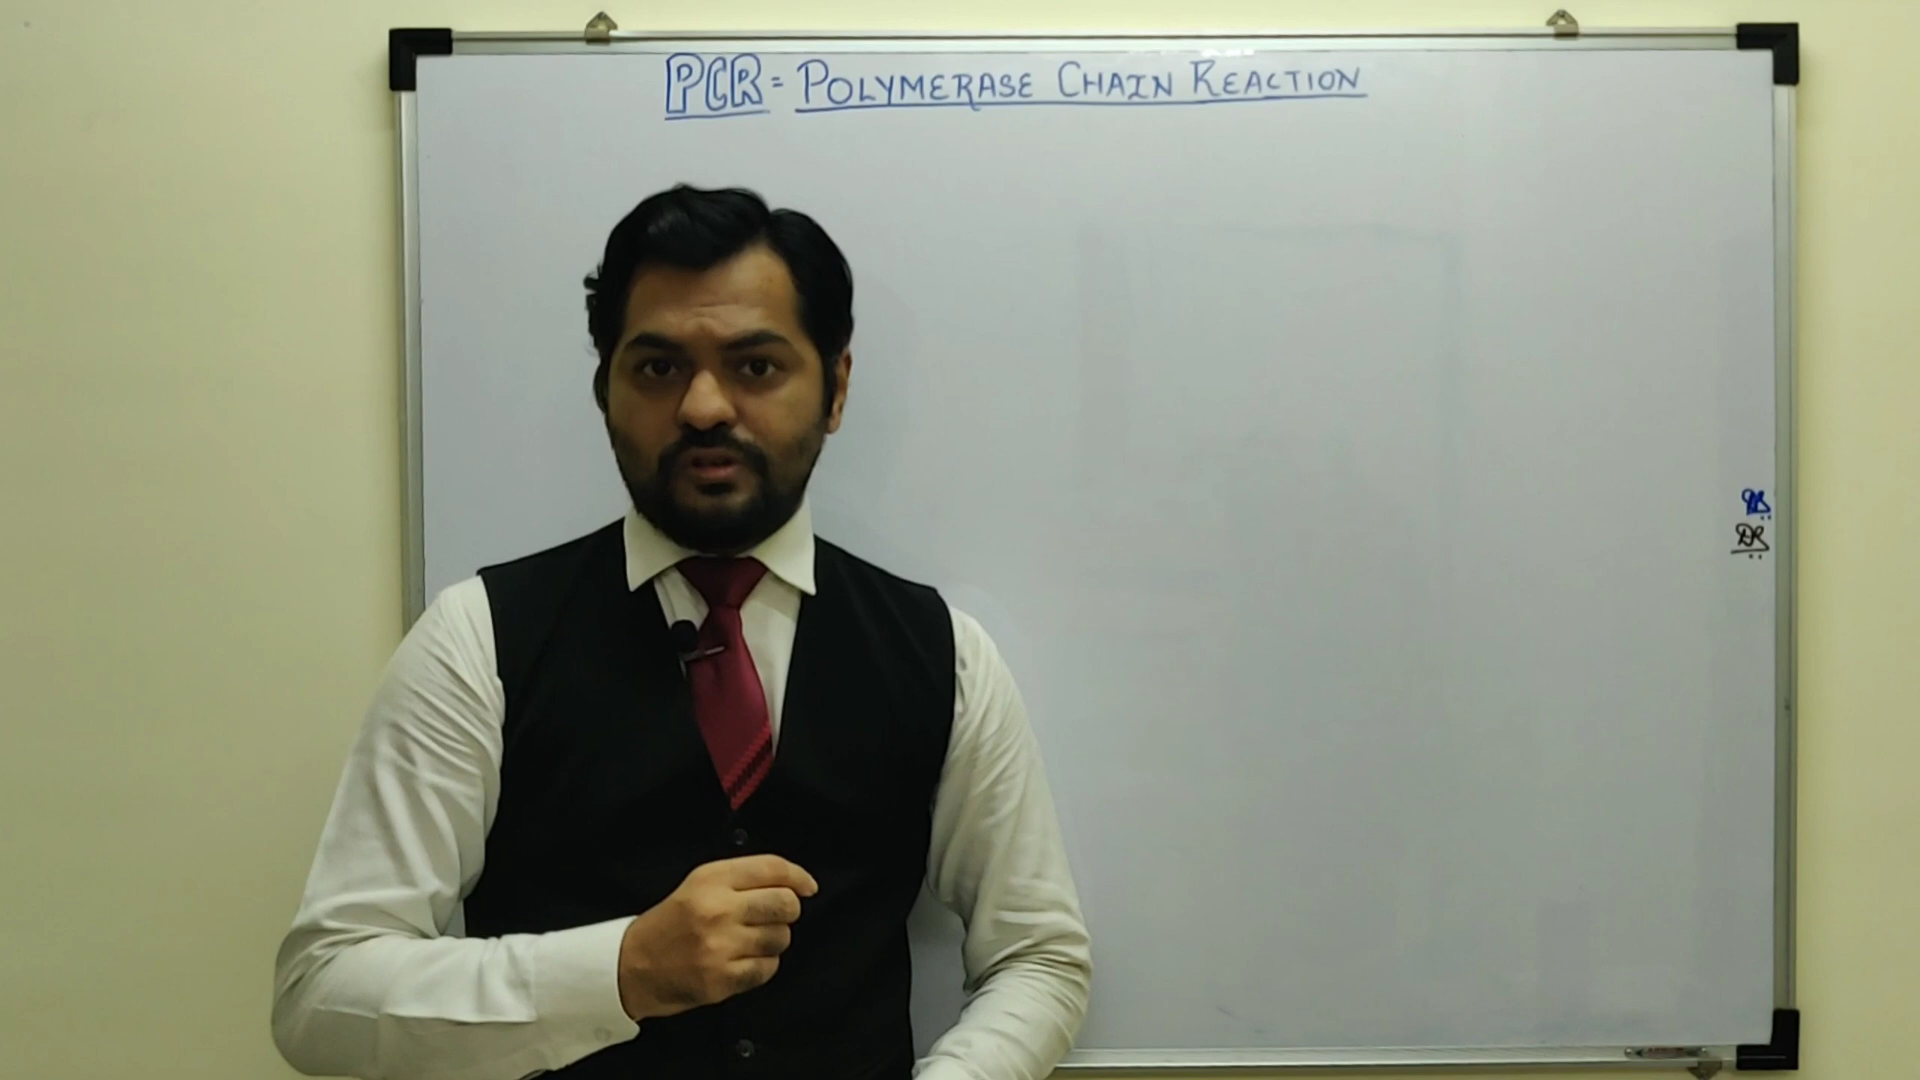 PCR = POLYMERASE CHAIN REACTION